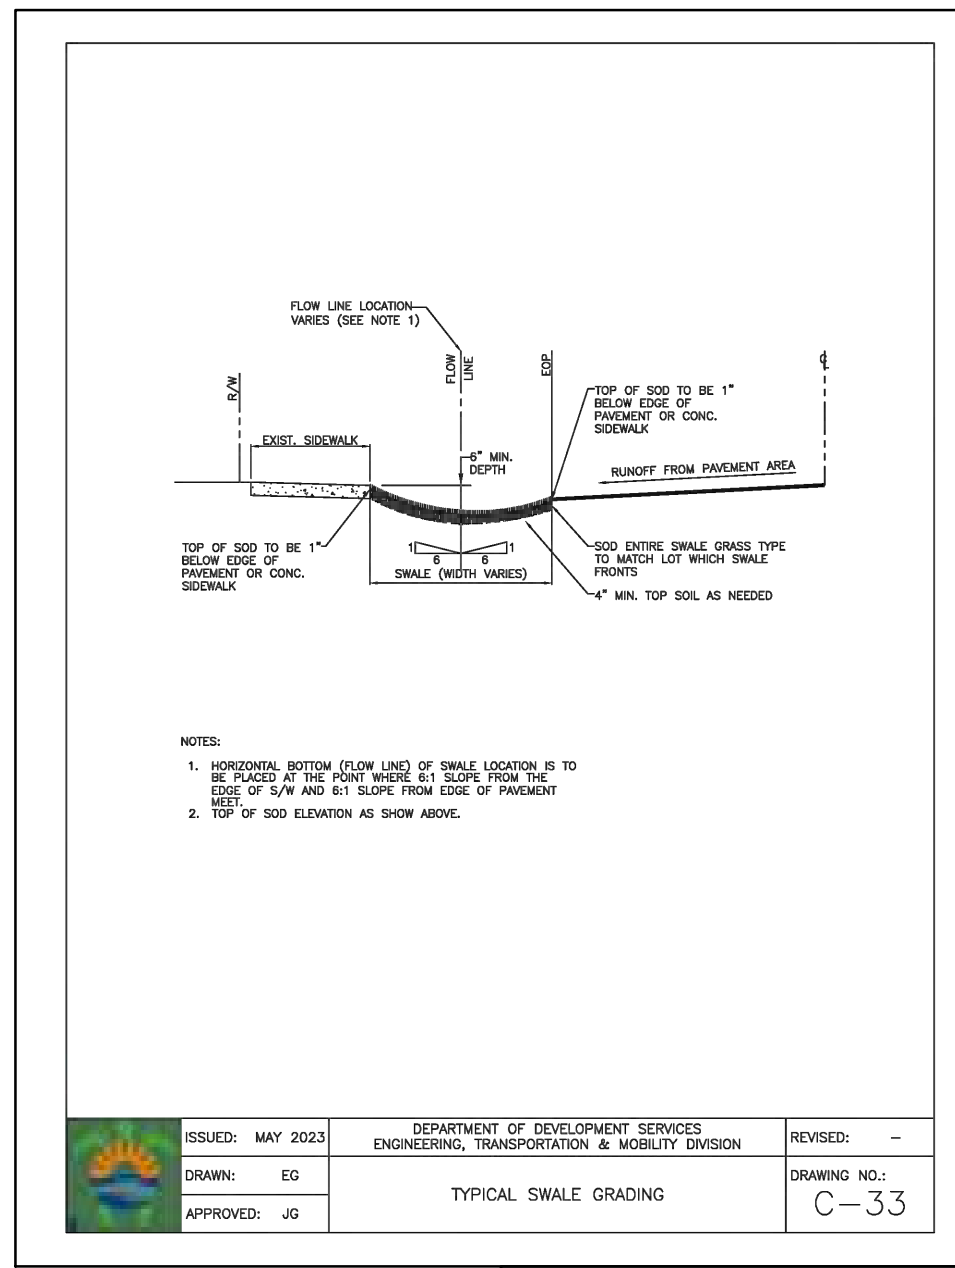 FLOW LINE LOCATION
VARIES (SEE NOTE 1)
R/W
FLOW
LINE
EOP
℄
TOP OF SOD TO BE 1"
BELOW EDGE OF
PAVEMENT OR CONC.
SIDEWALK
EXIST. SIDEWALK
6" MIN.
DEPTH
RUNOFF FROM PAVEMENT AREA
TOP OF SOD TO BE 1"
BELOW EDGE OF
PAVEMENT OR CONC.
SIDEWALK
1
6
6
1
SWALE (WIDTH VARIES)
SOD ENTIRE SWALE GRASS TYPE
TO MATCH LOT WHICH SWALE
FRONTS
4" MIN. TOP SOIL AS NEEDED
NOTES:
1. HORIZONTAL BOTTOM (FLOW LINE) OF SWALE LOCATION IS TO
BE PLACED AT THE POINT WHERE 6:1 SLOPE FROM THE
EDGE OF S/W AND 6:1 SLOPE FROM EDGE OF PAVEMENT
MEET.
2. TOP OF SOD ELEVATION AS SHOW ABOVE.
ISSUED: MAY 2023
DRAWN: EG
APPROVED: JG
DEPARTMENT OF DEVELOPMENT SERVICES
ENGINEERING, TRANSPORTATION & MOBILITY DIVISION
TYPICAL SWALE GRADING
REVISED: –
DRAWING NO.:
C–33